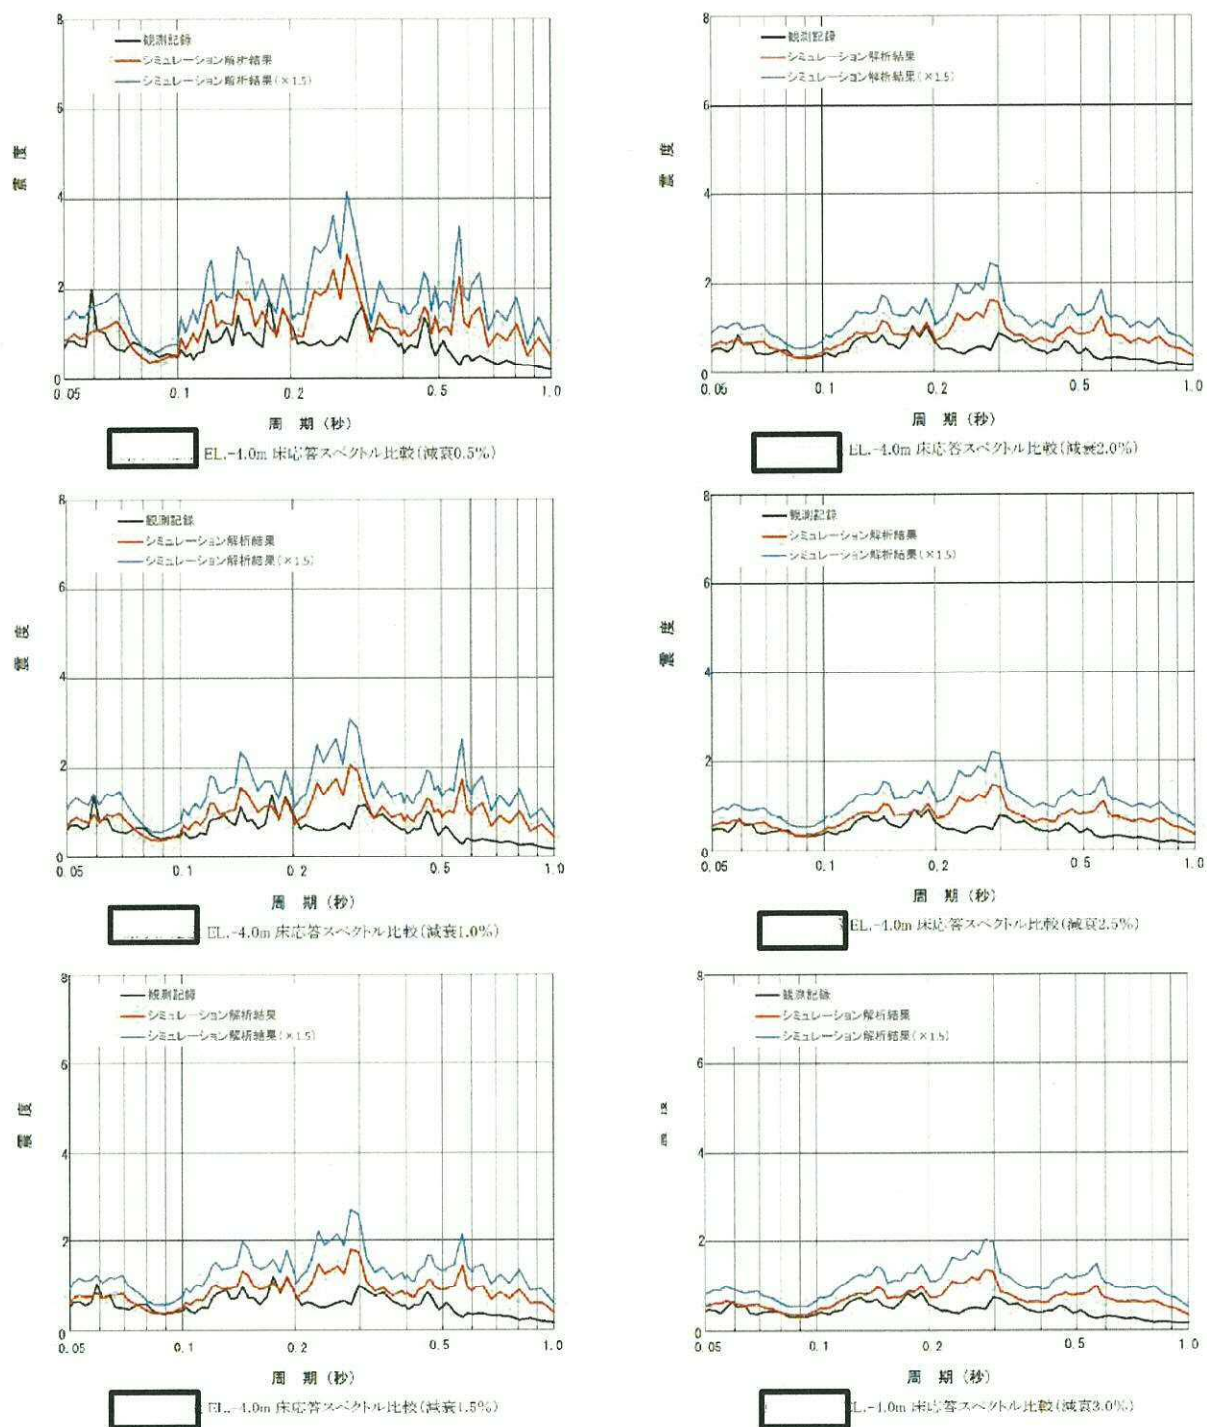 8
観測記録
シミュレーション解析結果
シミュレーション解析結果(×1.5)
6
震度
4
2
0
0.05 0.1 0.2 0.5 1.0
周 期 (秒)
EL.-4.0m 床応答スペクトル比較(減衰0.5%)
8
観測記録
シミュレーション解析結果
シミュレーション解析結果(×1.5)
6
震度
4
2
0
0.05 0.1 0.2 0.5 1.0
周 期 (秒)
EL.-4.0m 床応答スペクトル比較(減衰2.0%)
8
観測記録
シミュレーション解析結果
シミュレーション解析結果(×1.5)
6
震度
4
2
0
0.05 0.1 0.2 0.5 1.0
周 期 (秒)
EL.-4.0m 床応答スペクトル比較(減衰1.0%)
8
観測記録
シミュレーション解析結果
シミュレーション解析結果(×1.5)
6
震度
4
2
0
0.05 0.1 0.2 0.5 1.0
周 期 (秒)
EL.-4.0m 床応答スペクトル比較(減衰2.5%)
8
観測記録
シミュレーション解析結果
シミュレーション解析結果(×1.5)
6
震度
4
2
0
0.05 0.1 0.2 0.5 1.0
周 期 (秒)
EL.-4.0m 床応答スペクトル比較(減衰1.5%)
8
観測記録
シミュレーション解析結果
シミュレーション解析結果(×1.5)
6
4
2
0
0.05 0.1 0.2 0.5 1.0
周 期 (秒)
EL.-4.0m 床応答スペクトル比較(減衰3.0%)